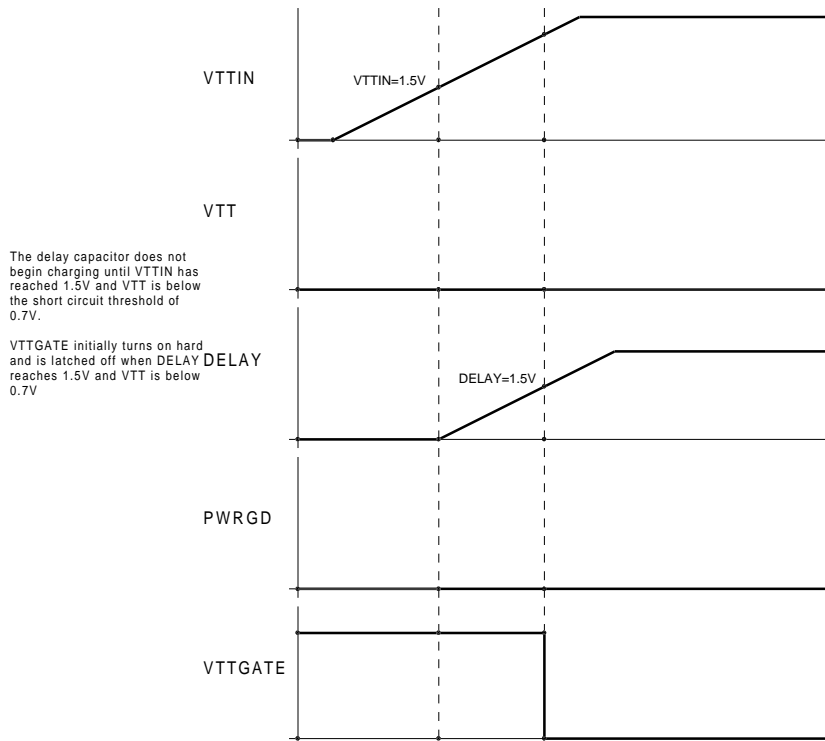 VTTIN
VTTIN=1.5V
VTT
The delay capacitor does not
begin charging until VTTIN has
reached 1.5V and VTT is below
the short circuit threshold of
0.7V.
VTTGATE initially turns on hard
and is latched off when DELAY
reaches 1.5V and VTT is below
0.7V
DELAY
DELAY=1.5V
PWRGD
VTTGATE